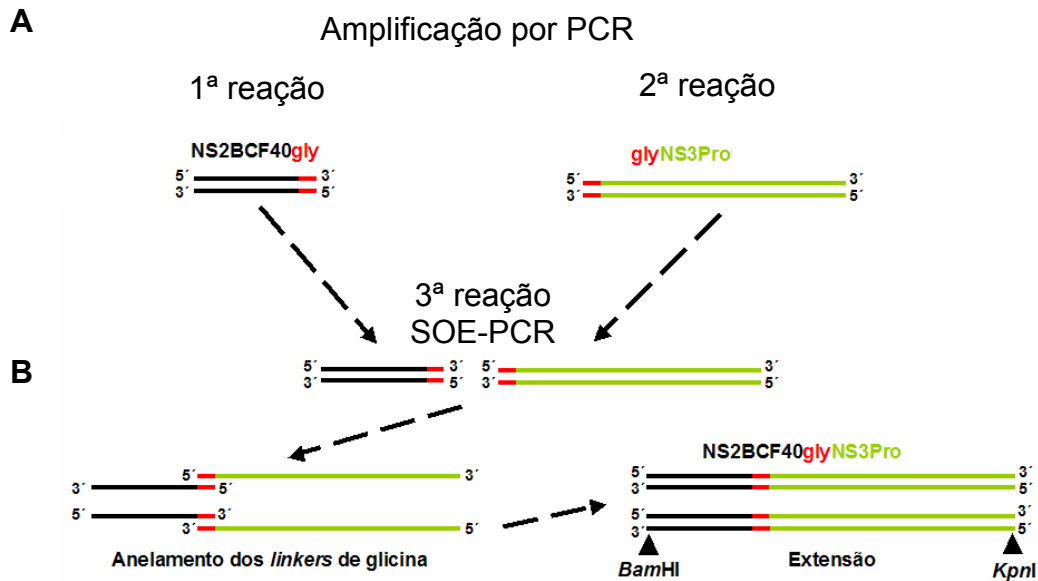 A
Amplificação por PCR
1ª reação
2ª reação
NS2BCF40gly
glyNS3Pro
5´ 3´
3´ 5´
5´ 3´
3´ 5´
3ª reação
SOE-PCR
B
5´ 3´ 5´ 3´
3´ 5´ 3´ 5´
NS2BCF40glyNS3Pro
5´ 3´
3´ 5´
5´ 3´
3´ 5´
5´ 3´
3´ 5´
5´ 3´
3´ 5´
Anelamento dos linkers de glicina
Extensão
BamHI
KpnI